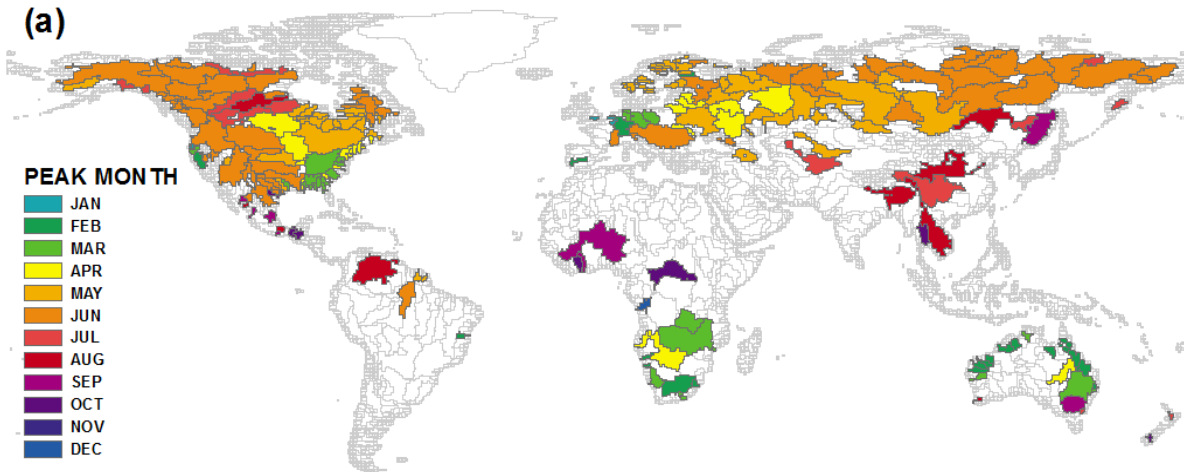 (a)
PEAK MONTH
JAN
FEB
MAR
APR
MAY
JUN
JUL
AUG
SEP
OCT
NOV
DEC